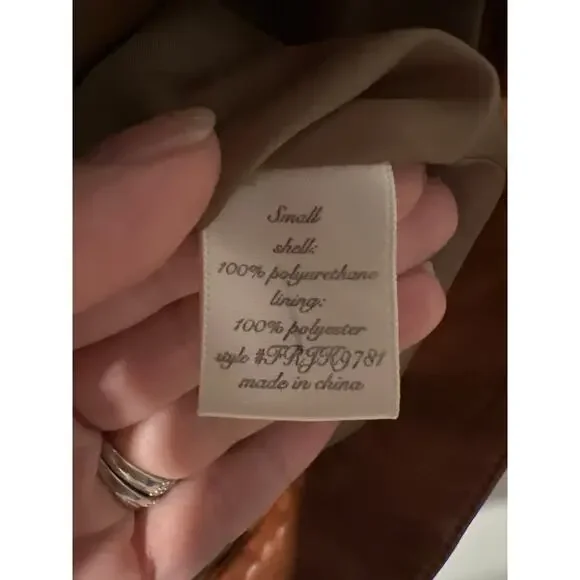 Small
shell:
100% polyurethane
lining:
100% polyester
style #FRJK9781
made in china